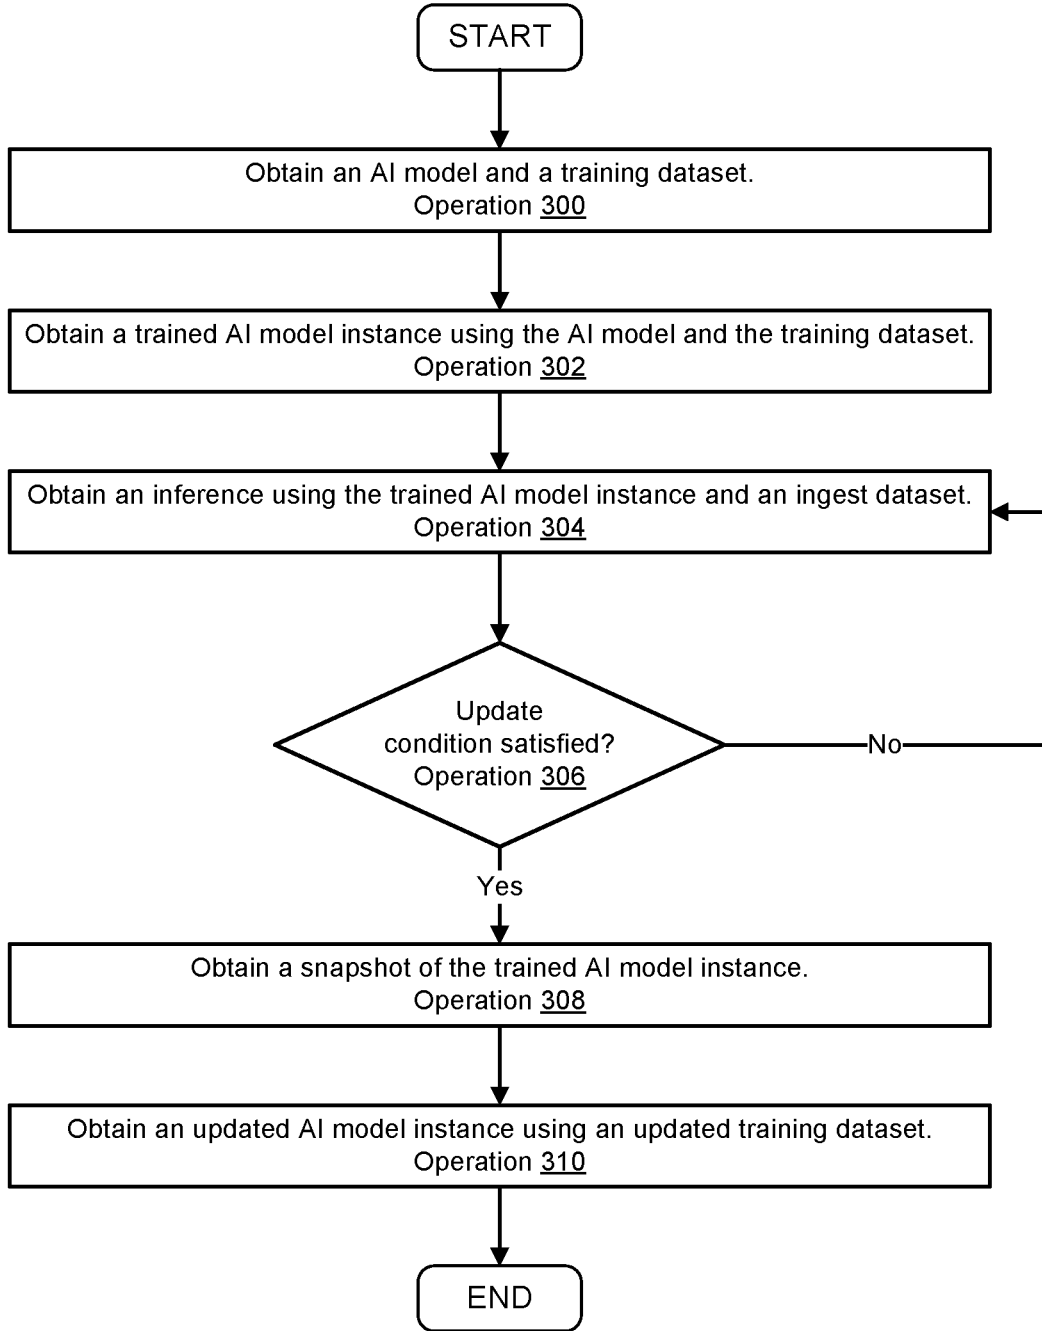 START
Obtain an AI model and a training dataset.
Operation 300
Obtain a trained AI model instance using the AI model and the training dataset.
Operation 302
Obtain an inference using the trained AI model instance and an ingest dataset.
Operation 304
Update
condition satisfied?
Operation 306
No
Yes
Obtain a snapshot of the trained AI model instance.
Operation 308
Obtain an updated AI model instance using an updated training dataset.
Operation 310
END